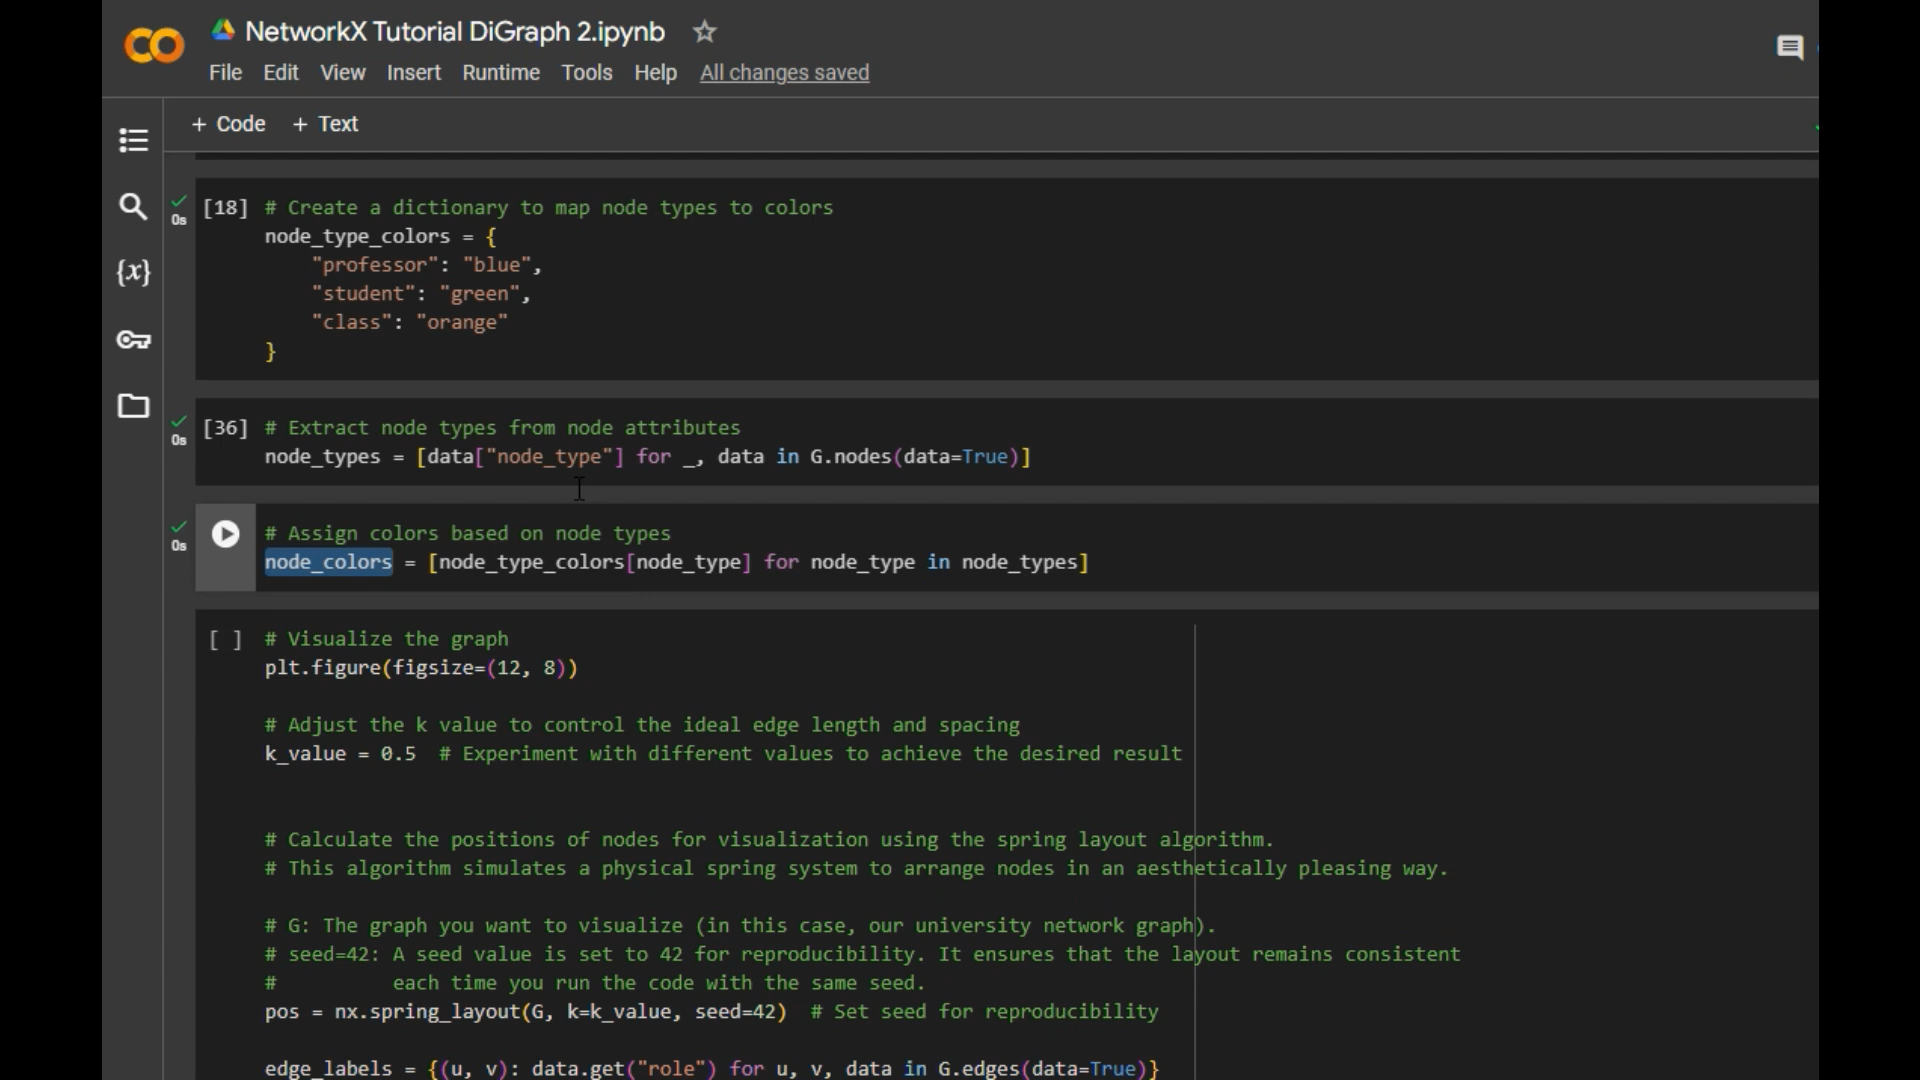 NetworkX Tutorial DiGraph 2.ipynb
File Edit View Insert Runtime Tools Help All changes saved
+ Code + Text
0s [18] # Create a dictionary to map node types to colors
node_type_colors = {
"professor": "blue",
"student": "green",
"class": "orange"
}
0s [36] # Extract node types from node attributes
node_types = [data["node_type"] for _, data in G.nodes(data=True)]
0s # Assign colors based on node types
node_colors = [node_type_colors[node_type] for node_type in node_types]
[ ] # Visualize the graph
plt.figure(figsize=(12, 8))
# Adjust the k value to control the ideal edge length and spacing
k_value = 0.5 # Experiment with different values to achieve the desired result
# Calculate the positions of nodes for visualization using the spring layout algorithm.
# This algorithm simulates a physical spring system to arrange nodes in an aesthetically pleasing way.
# G: The graph you want to visualize (in this case, our university network graph).
# seed=42: A seed value is set to 42 for reproducibility. It ensures that the layout remains consistent
# each time you run the code with the same seed.
pos = nx.spring_layout(G, k=k_value, seed=42) # Set seed for reproducibility
edge_labels = {(u, v): data.get("role") for u, v, data in G.edges(data=True)}